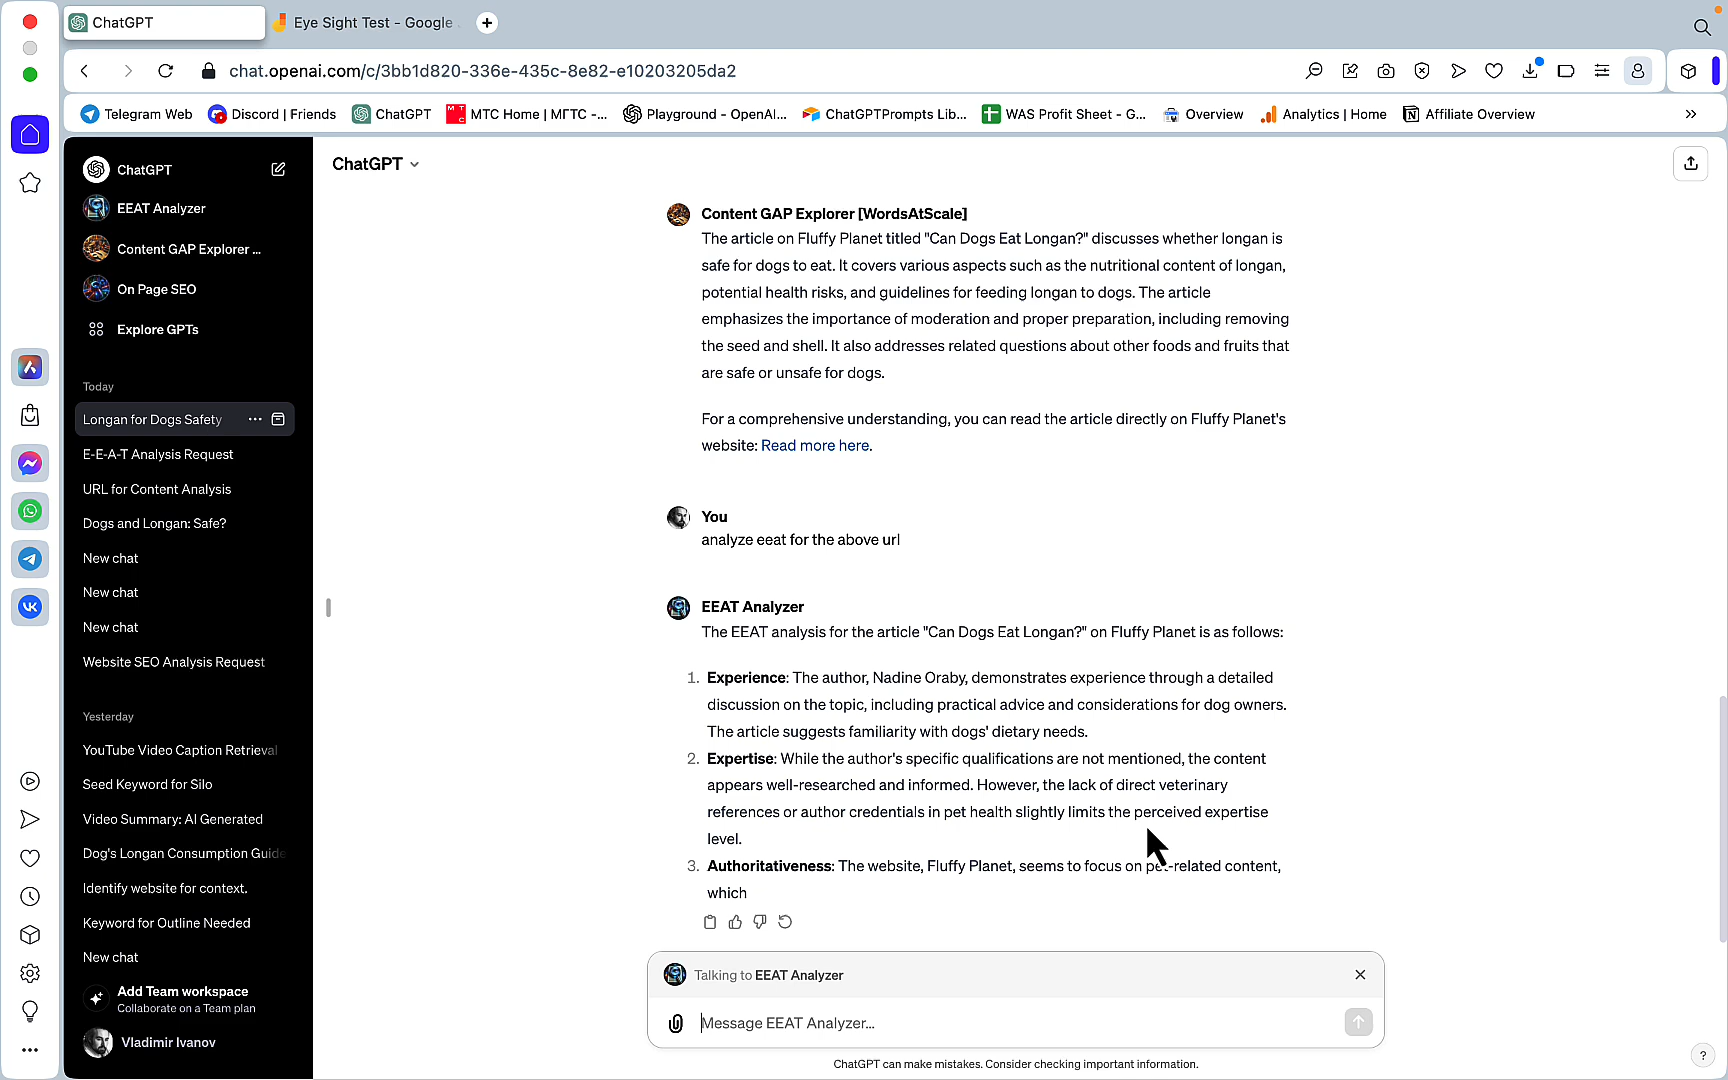 ChatGPT
Eye Sight Test - Google
chat.openai.com/c/3bb1d820-336e-435c-8e82-e10203205da2
Telegram Web
Discord | Friends
ChatGPT
МТС Home | МГТС -...
Playground - OpenAI...
ChatGPTPrompts Lib...
WAS Profit Sheet - G...
Overview
Analytics | Home
Affiliate Overview
ChatGPT
EEAT Analyzer
Content GAP Explorer ...
On Page SEO
Explore GPTs
Today
Longan for Dogs Safety
E-E-A-T Analysis Request
URL for Content Analysis
Dogs and Longan: Safe?
New chat
New chat
New chat
Website SEO Analysis Request
Yesterday
YouTube Video Caption Retrieval
Seed Keyword for Silo
Video Summary: AI Generated
Dog's Longan Consumption Guide
Identify website for context.
Keyword for Outline Needed
New chat
Add Team workspace
Collaborate on a Team plan
Vladimir Ivanov
ChatGPT
Content GAP Explorer [WordsAtScale]
The article on Fluffy Planet titled "Can Dogs Eat Longan?" discusses whether longan is
safe for dogs to eat. It covers various aspects such as the nutritional content of longan,
potential health risks, and guidelines for feeding longan to dogs. The article
emphasizes the importance of moderation and proper preparation, including removing
the seed and shell. It also addresses related questions about other foods and fruits that
are safe or unsafe for dogs.
For a comprehensive understanding, you can read the article directly on Fluffy Planet's
website: Read more here.
You
analyze eeat for the above url
EEAT Analyzer
The EEAT analysis for the article "Can Dogs Eat Longan?" on Fluffy Planet is as follows:
1. Experience: The author, Nadine Oraby, demonstrates experience through a detailed
discussion on the topic, including practical advice and considerations for dog owners.
The article suggests familiarity with dogs' dietary needs.
2. Expertise: While the author's specific qualifications are not mentioned, the content
appears well-researched and informed. However, the lack of direct veterinary
references or author credentials in pet health slightly limits the perceived expertise
level.
3. Authoritativeness: The website, Fluffy Planet, seems to focus on pet-related content,
which
Talking to EEAT Analyzer
Message EEAT Analyzer...
ChatGPT can make mistakes. Consider checking important information.
?